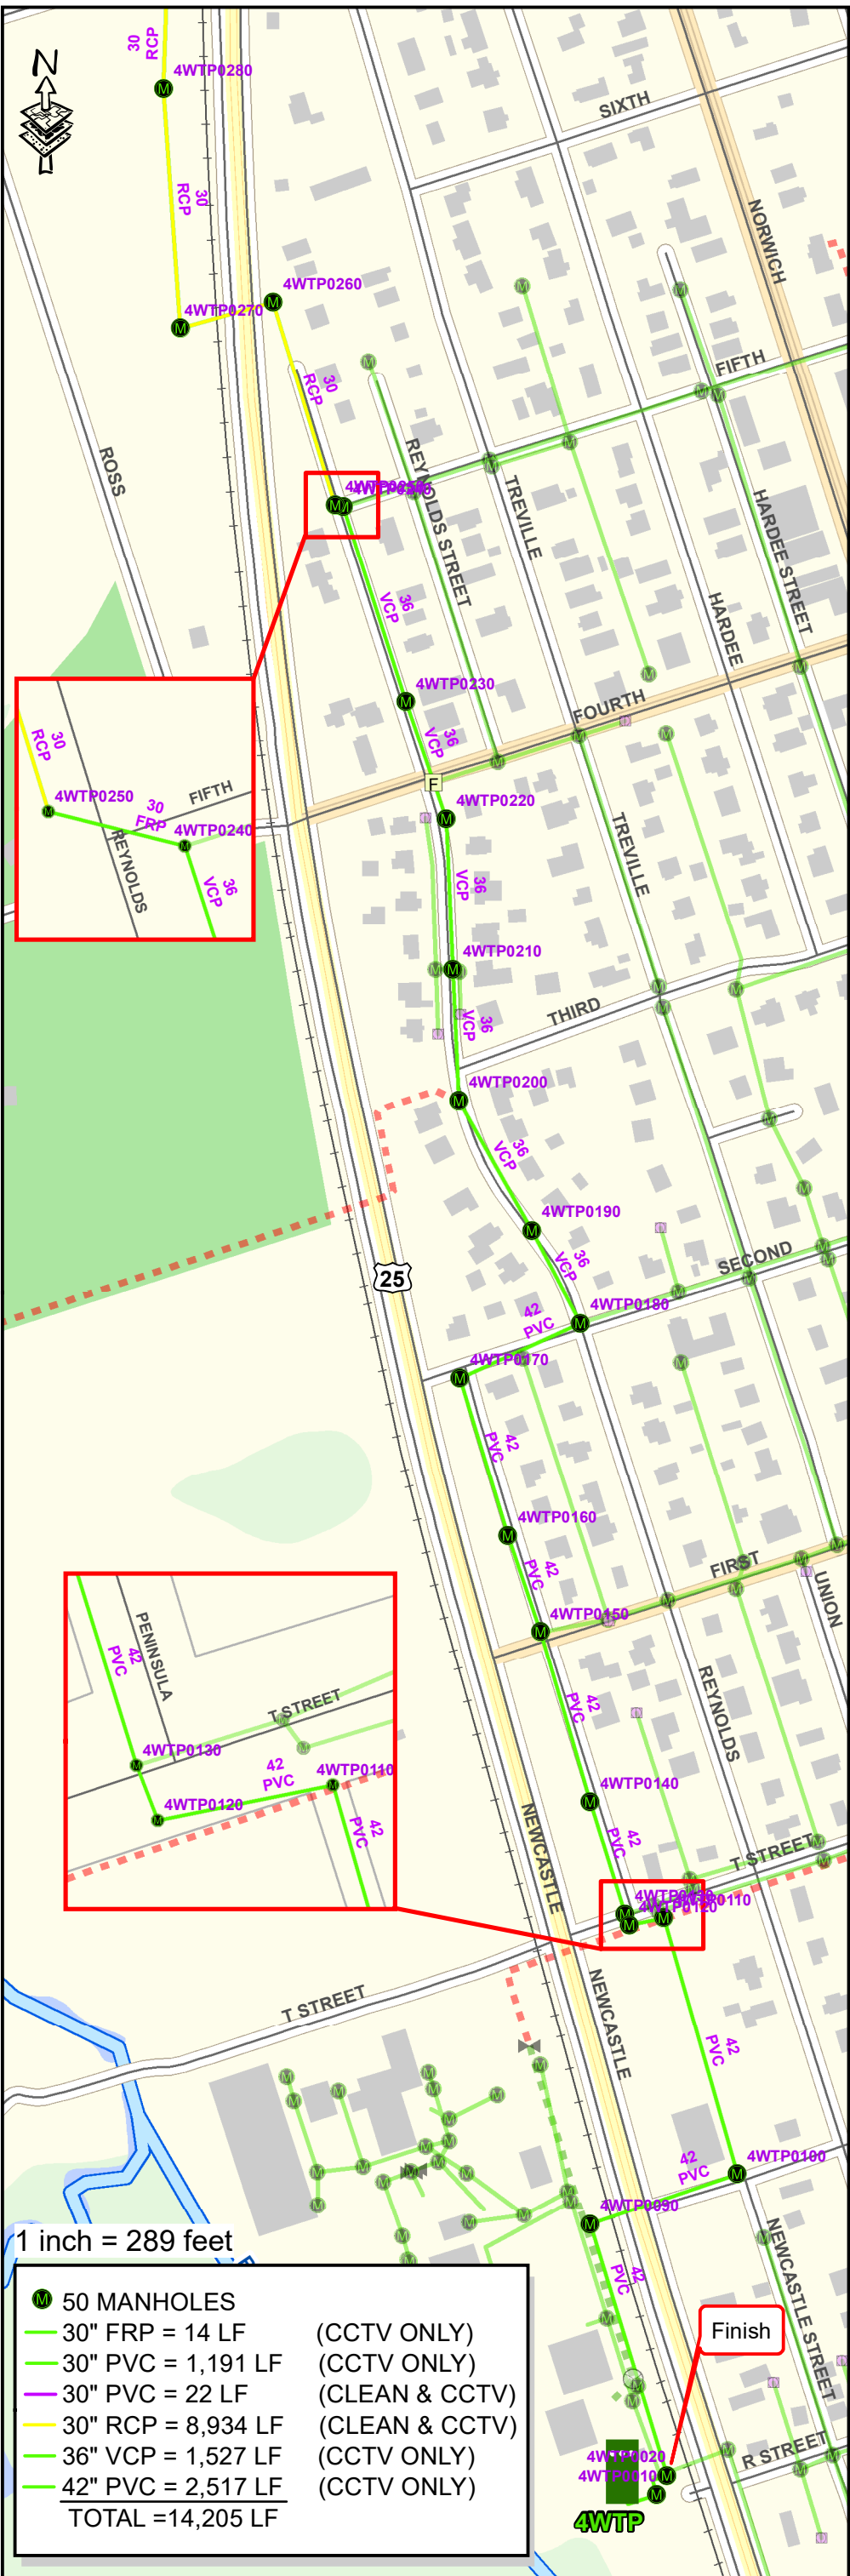 N
30
RCP
4WTP0280
SIXTH
30
RCP
NORWICH
4WTP0260
4WTP0270
FIFTH
30
RCP
ROSS
REYNOLDS STREET
TREVILLE
HARDEE STREET
36
VCP
HARDEE
4WTP0230
FOURTH
36
VCP
F
30
RCP
4WTP0250
FIFTH
30
FRP
4WTP0240
REYNOLDS
36
VCP
4WTP0220
TREVILLE
36
VCP
4WTP0210
36
VCP
THIRD
4WTP0200
36
VCP
4WTP0190
36
VCP
SECOND
25
4WTP0180
42
PVC
4WTP0170
42
PVC
4WTP0160
42
PVC
FIRST
UNION
4WTP0150
PENINSULA
42
PVC
T STREET
4WTP0130
42
PVC
4WTP0110
4WTP0120
42
PVC
42
PVC
REYNOLDS
4WTP0140
42
PVC
NEWCASTLE
T STREET
4WTP0120
NEWCASTLE
T STREET
42
PVC
42
PVC
4WTP0100
4WTP0090
NEWCASTLE STREET
42
PVC
1 inch = 289 feet
M 50 MANHOLES
30" FRP = 14 LF (CCTV ONLY)
30" PVC = 1,191 LF (CCTV ONLY)
30" PVC = 22 LF (CLEAN & CCTV)
30" RCP = 8,934 LF (CLEAN & CCTV)
36" VCP = 1,527 LF (CCTV ONLY)
42" PVC = 2,517 LF (CCTV ONLY)
TOTAL =14,205 LF
Finish
R STREET
4WTP0020
4WTP0010
4WTP